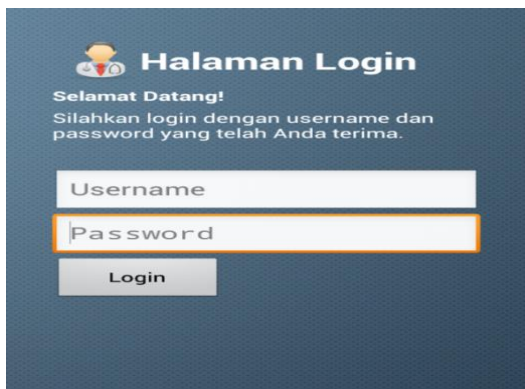 Halaman Login
Selamat Datang!
Silahkan login dengan username dan
password yang telah Anda terima.
Username
Password
Login